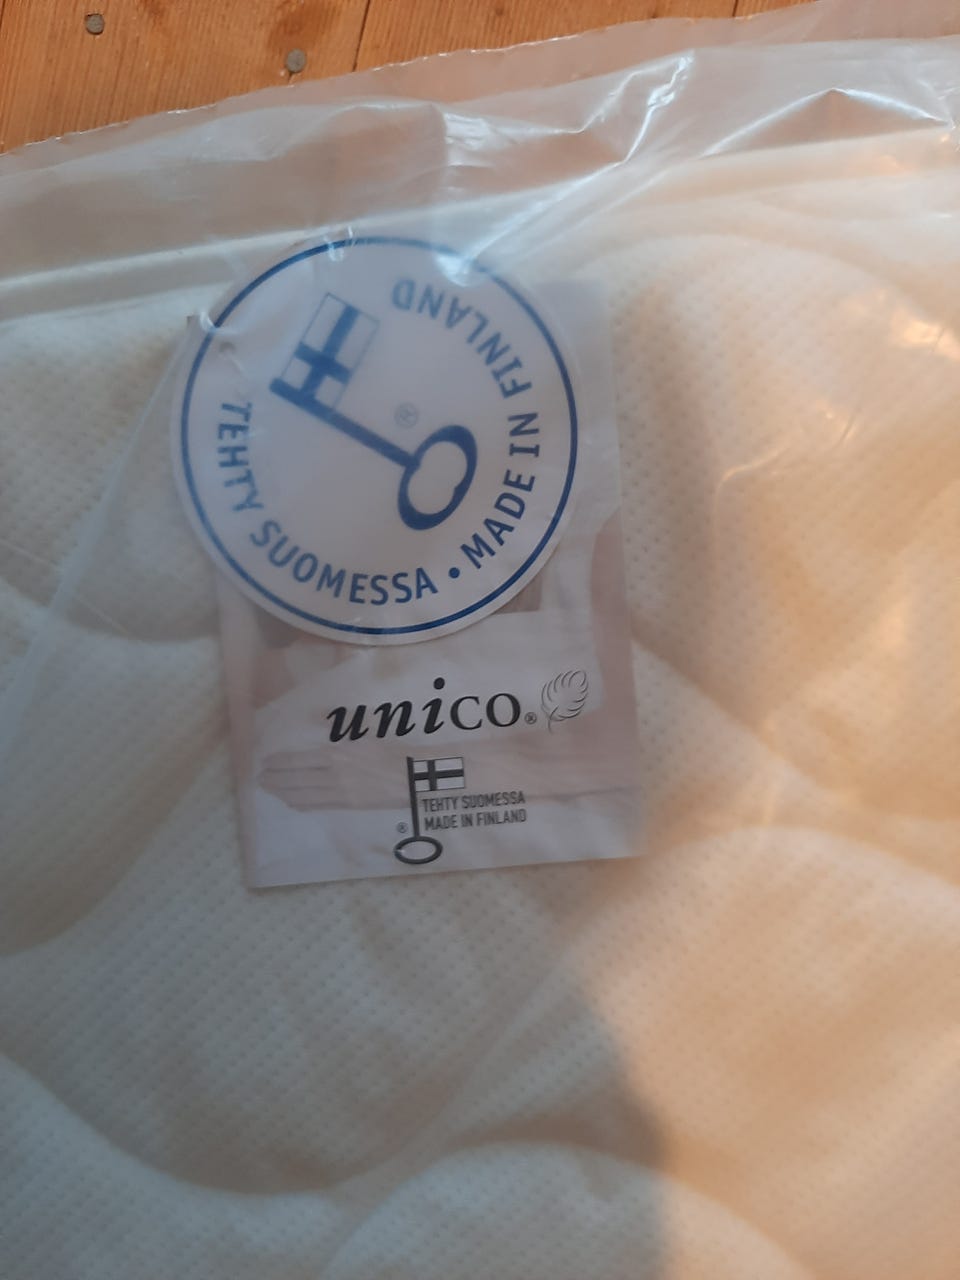 TEHTY SUOMESSA • MADE IN FINLAND
®
unico®
TEHTY SUOMESSA
® MADE IN FINLAND